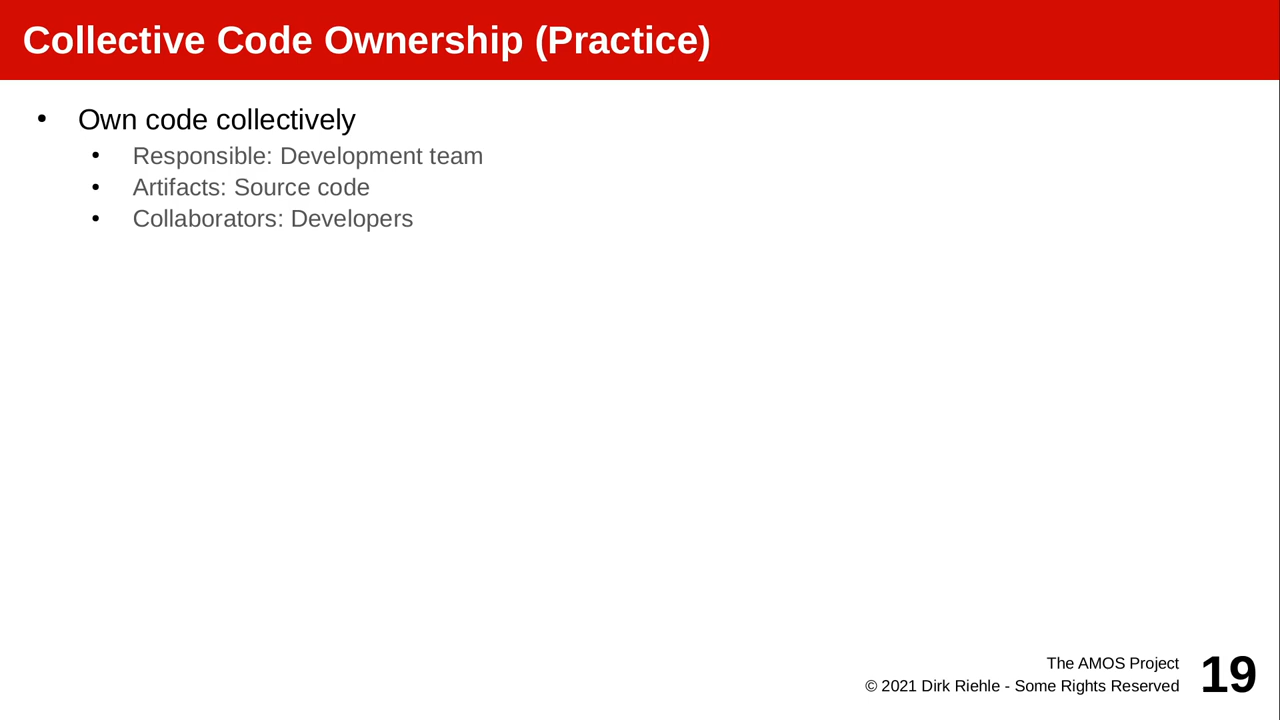 Collective Code Ownership (Practice)
• Own code collectively
• Responsible: Development team
• Artifacts: Source code
• Collaborators: Developers
The AMOS Project
© 2021 Dirk Riehle - Some Rights Reserved
19